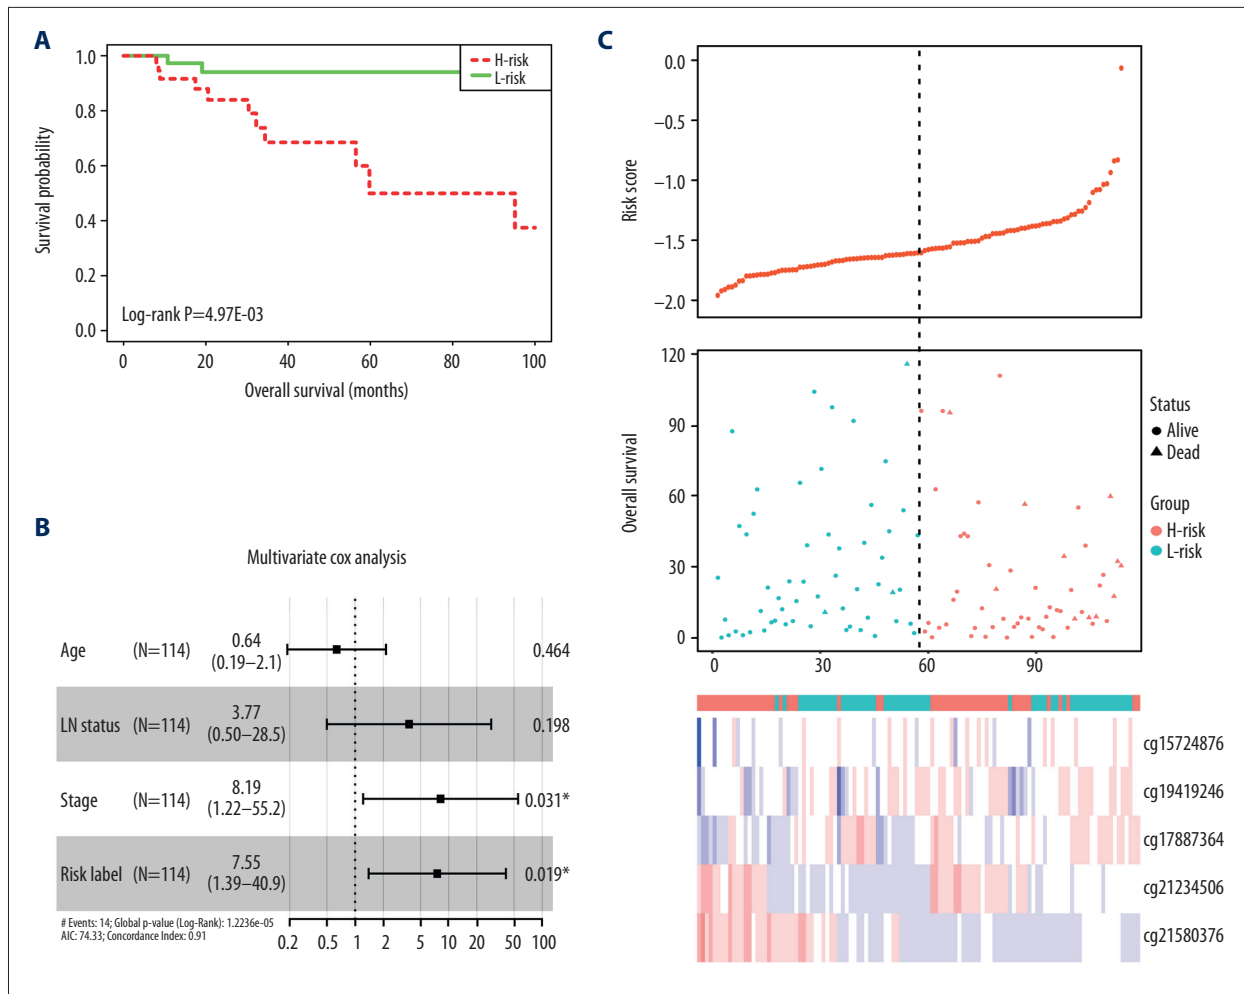 A
1.0
0.8
0.6
0.4
0.2
0.0
Survival probability
H-risk
L-risk
Log-rank P=4.97E-03
0 20 40 60 80 100
Overall survival (months)
B
Multivariate cox analysis
Age (N=114) 0.64 (0.19–2.1) 0.464
LN status (N=114) 3.77 (0.50–28.5) 0.198
Stage (N=114) 8.19 (1.22–55.2) 0.031*
Risk label (N=114) 7.55 (1.39–40.9) 0.019*
# Events: 14; Global p-value (Log-Rank): 1.2236e-05
AIC: 74.33; Concordance Index: 0.91
0.2 0.5 1 2 5 10 20 50 100
C
0.0
−0.5
−1.0
−1.5
−2.0
Risk score
120
90
60
30
0
Overall survival
0 30 60 90
Status
Alive
Dead
Group
H-risk
L-risk
cg15724876
cg19419246
cg17887364
cg21234506
cg21580376